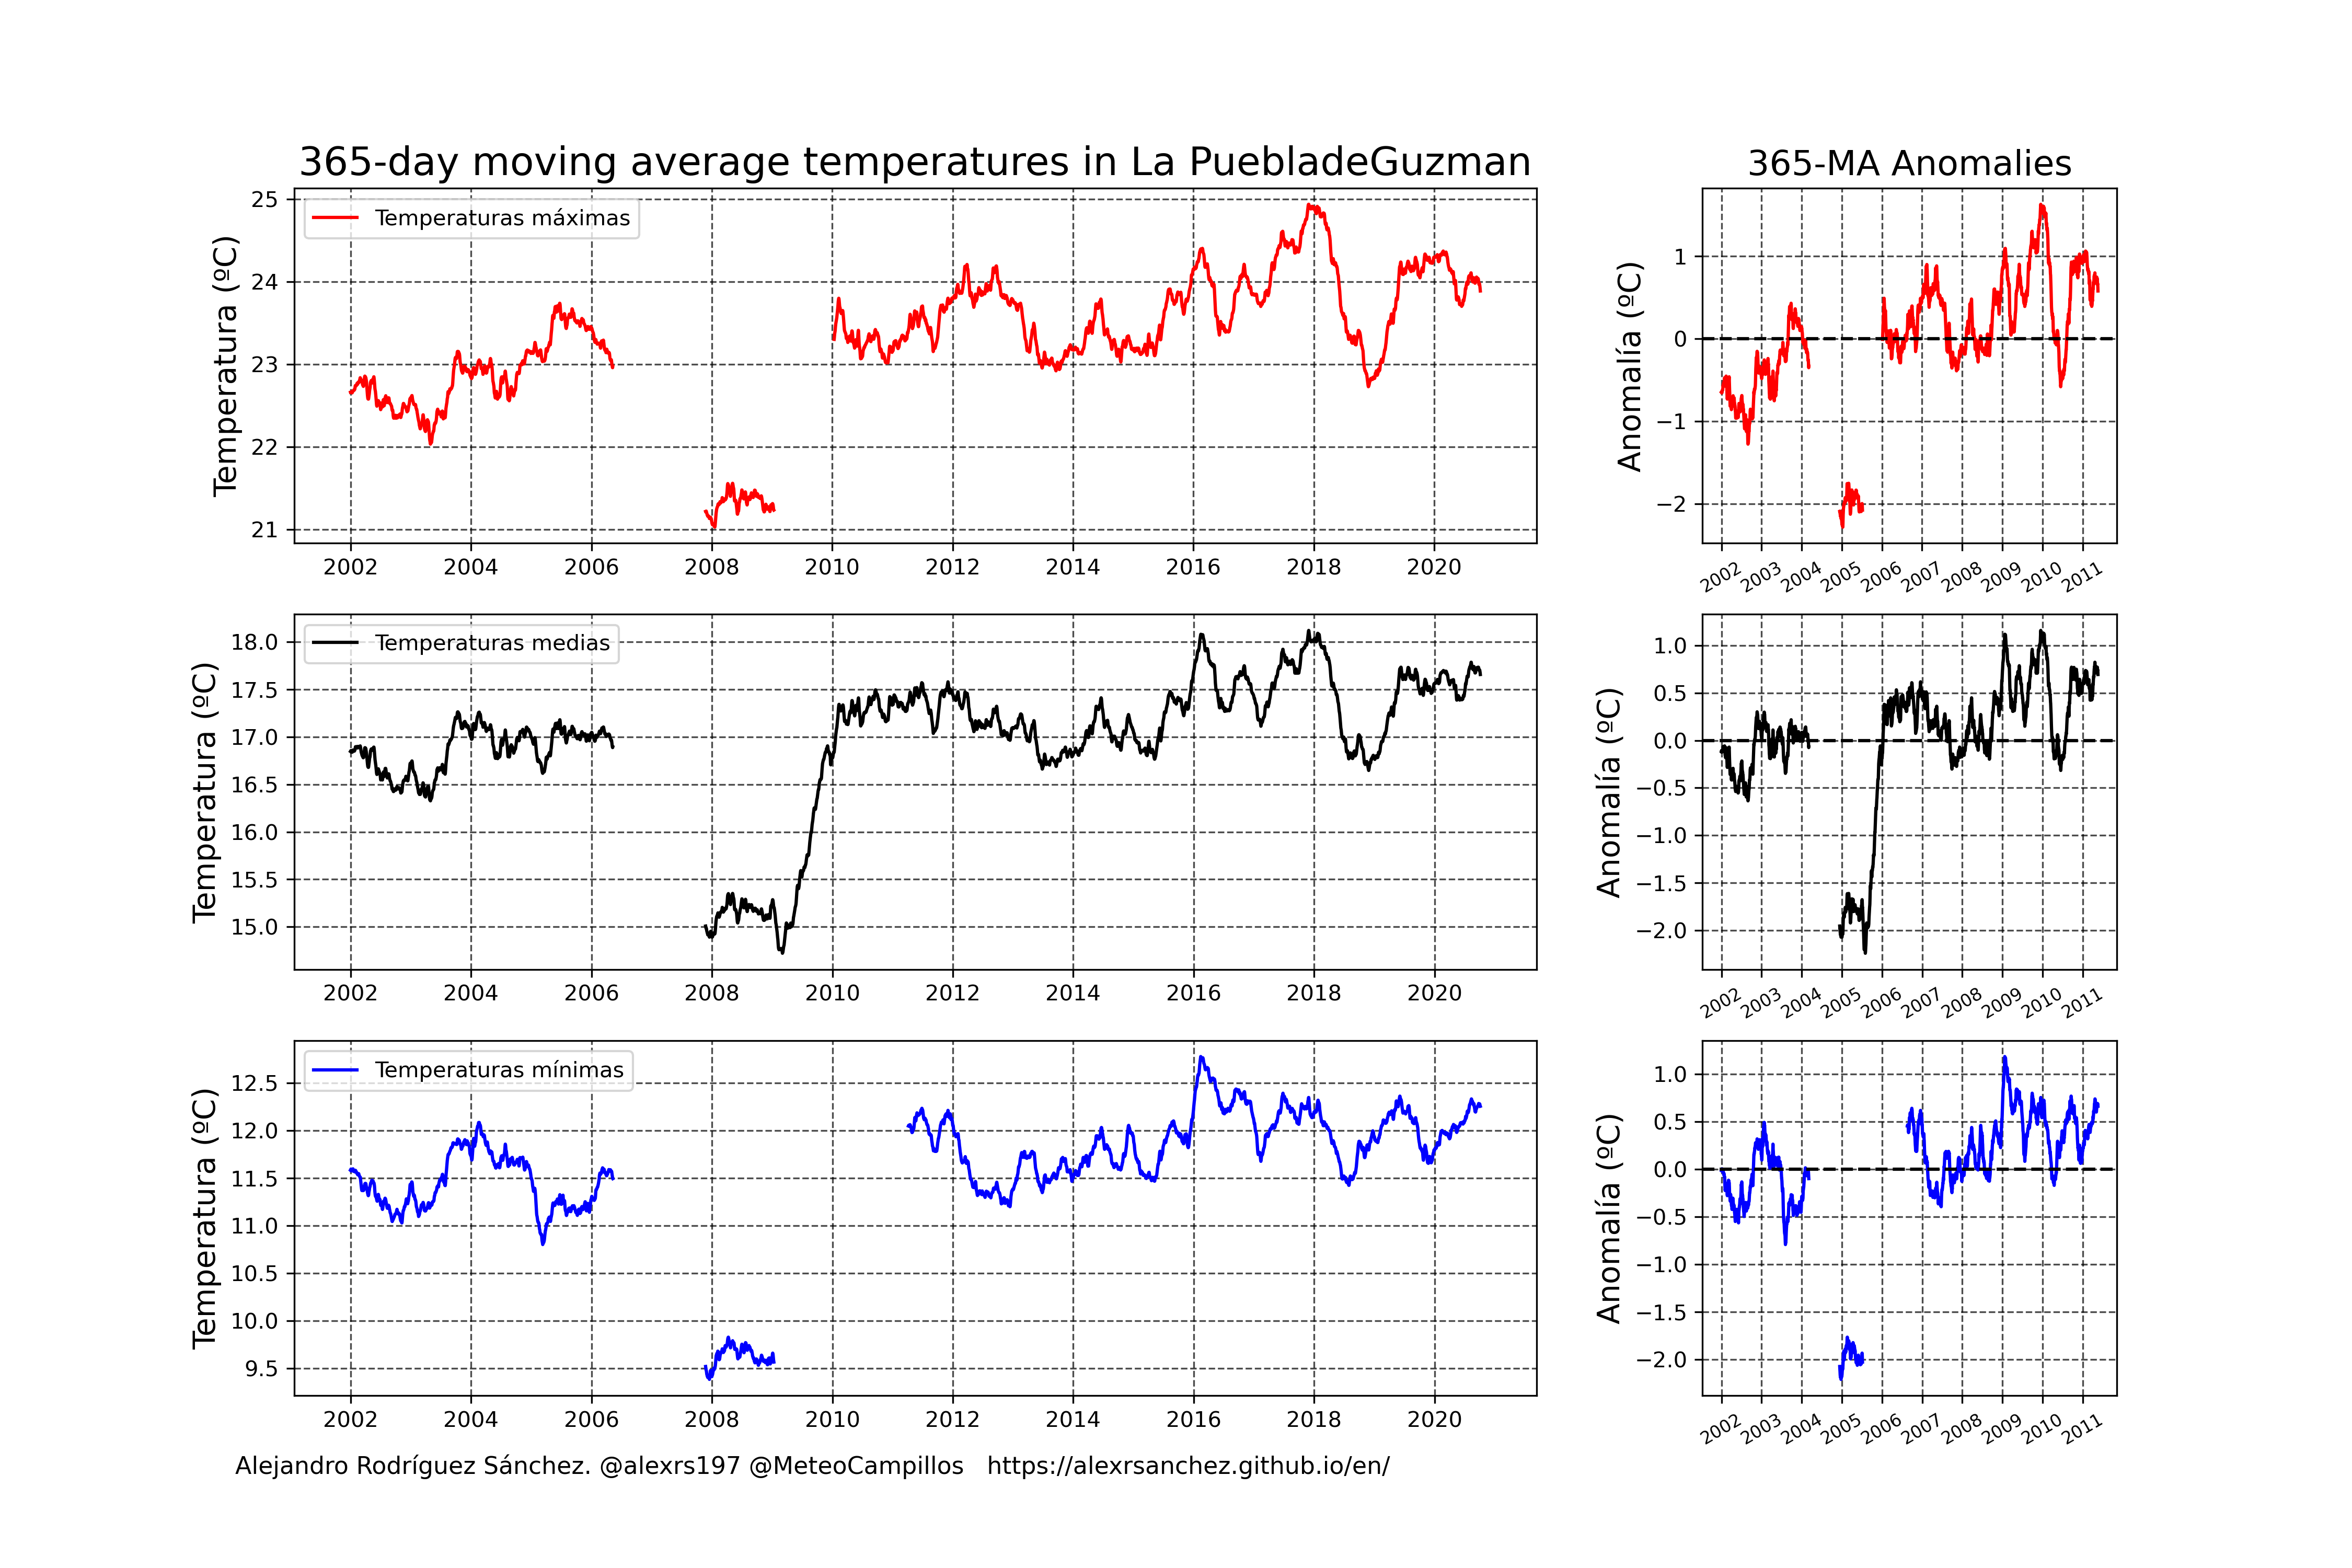 365-day moving average temperatures in La PuebladeGuzman
365-MA Anomalies
Temperatura (ºC)
25
24
23
22
21
Temperaturas máximas
2002 2004 2006 2008 2010 2012 2014 2016 2018 2020
Anomalía (ºC)
1
0
−1
−2
2002 2003 2004 2005 2006 2007 2008 2009 2010 2011
Temperatura (ºC)
18.0
17.5
17.0
16.5
16.0
15.5
15.0
Temperaturas medias
2002 2004 2006 2008 2010 2012 2014 2016 2018 2020
Anomalía (ºC)
1.0
0.5
0.0
−0.5
−1.0
−1.5
−2.0
2002 2003 2004 2005 2006 2007 2008 2009 2010 2011
Temperatura (ºC)
12.5
12.0
11.5
11.0
10.5
10.0
9.5
Temperaturas mínimas
2002 2004 2006 2008 2010 2012 2014 2016 2018 2020
Anomalía (ºC)
1.0
0.5
0.0
−0.5
−1.0
−1.5
−2.0
2002 2003 2004 2005 2006 2007 2008 2009 2010 2011
Alejandro Rodríguez Sánchez. @alexrs197 @MeteoCampillos https://alexrsanchez.github.io/en/